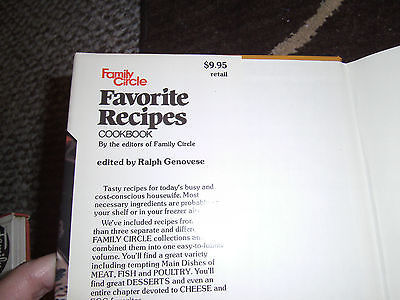 $9.95
retail
Family
Circle
Favorite
Recipes
COOKBOOK
By the editors of Family Circle
edited by Ralph Genovese
Tasty recipes for today's busy and
cost-conscious housewife. Most
necessary ingredients are probably on
your shelf or in your freezer
We've included recipes from
than three separate and
FAMILY CIRCLE collections
combined them into one easy-to
volume. You'll find a great variety
including tempting Main Dishes of
MEAT, FISH and POULTRY. You'll
find great DESSERTS and even an
entire chapter devoted to CHEESE and
EGG favorites